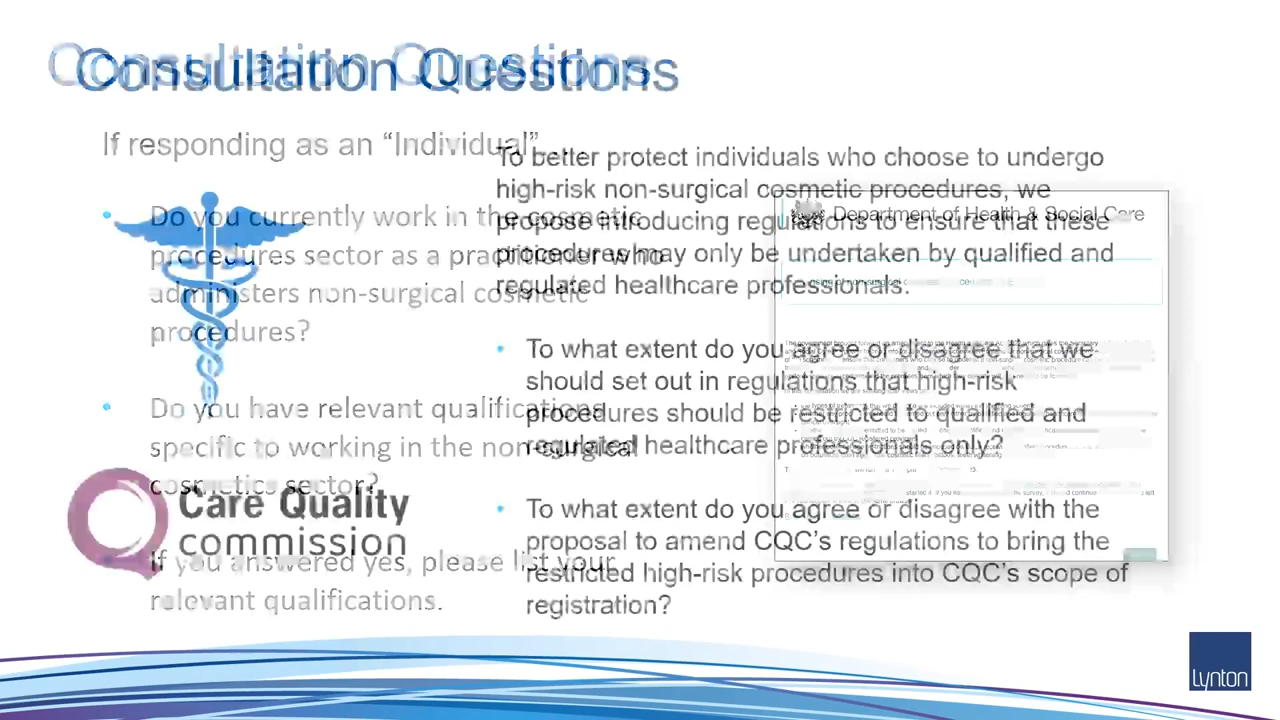 Consultation Questions
Consultation Questions
If responding as an “Individual”...
Do you currently work in the cosmetic
procedures sector as a practitioner who
administers non-surgical cosmetic
procedures?
Do you have relevant qualifications
specific to working in the non-surgical
cosmetics sector?
If you answered yes, please list your
relevant qualifications.
Care Quality
Commission
To better protect individuals who choose to undergo
high-risk non-surgical cosmetic procedures, we
propose introducing regulations to ensure that these
procedures may only be undertaken by qualified and
regulated healthcare professionals.
To what extent do you agree or disagree that we
should set out in regulations that high-risk
procedures should be restricted to qualified and
regulated healthcare professionals only?
To what extent do you agree or disagree with the
proposal to amend CQC’s regulations to bring the
restricted high-risk procedures into CQC’s scope of
registration?
Department of Health & Social Care
Lynton